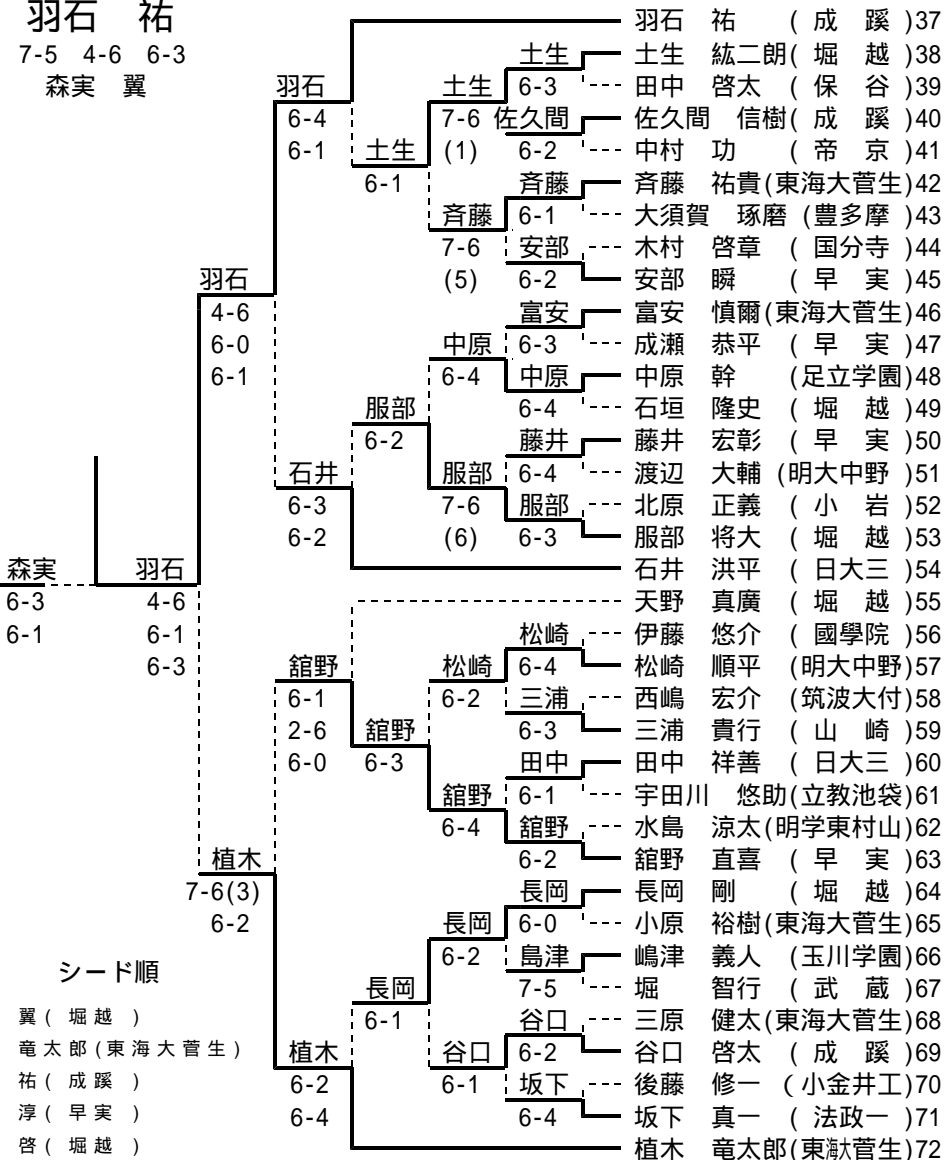 羽石 祐
7-5 4-6 6-3
森実 翼
羽石 祐 ( 成 蹊 )37
土生 紘二朗( 堀 越 )38
田中 啓太 ( 保 谷 )39
佐久間 信樹( 成 蹊 )40
中村 功 ( 帝 京 )41
斉藤 祐貴(東海大菅生)42
大須賀 琢磨 (豊多摩 )43
木村 啓章 ( 国分寺 )44
安部 瞬 ( 早 実 )45
富安 慎爾(東海大菅生)46
成瀬 恭平 ( 早 実 )47
中原 幹 (足立学園)48
石垣 隆史 ( 堀 越 )49
藤井 宏彰 ( 早 実 )50
渡辺 大輔 (明大中野 )51
北原 正義 ( 小 岩 )52
服部 将大 ( 堀 越 )53
石井 洪平 ( 日大三 )54
天野 真廣 ( 堀 越 )55
伊藤 悠介 ( 國學院 )56
松崎 順平 (明大中野)57
西嶋 宏介 (筑波大付)58
三浦 貴行 ( 山 崎 )59
田中 祥善 ( 日大三 )60
宇田川 悠助(立教池袋)61
水島 涼太(明学東村山)62
舘野 直喜 ( 早 実 )63
長岡 剛 ( 堀 越 )64
小原 裕樹(東海大菅生)65
嶋津 義人 (玉川学園)66
堀 智行 ( 武 蔵 )67
三原 健太(東海大菅生)68
谷口 啓太 ( 成 蹊 )69
後藤 修一 ( 小金井工)70
坂下 真一 ( 法政一 )71
植木 竜太郎(東海大菅生)72
土生
6-3
佐久間
6-2
斉藤
6-1
安部
6-2
富安
6-3
中原
6-4
藤井
6-4
服部
6-3
松崎
6-4
三浦
6-3
田中
6-1
舘野
6-2
長岡
6-0
島津
7-5
谷口
6-2
坂下
6-4
土生
7-6
(1)
斉藤
7-6
(5)
中原
6-4
服部
7-6
(6)
松崎
6-2
舘野
6-4
長岡
6-2
谷口
6-1
土生
6-1
服部
6-2
舘野
6-3
長岡
6-1
羽石
6-4
6-1
石井
6-3
6-2
舘野
6-1
2-6
6-0
植木
6-2
6-4
羽石
4-6
6-0
6-1
植木
7-6(3)
6-2
羽石
4-6
6-1
6-3
森実
6-3
6-1
シード順
翼 ( 堀越 )
竜太郎(東海大菅生)
祐 ( 成蹊 )
淳 ( 早実 )
啓 ( 堀越 )